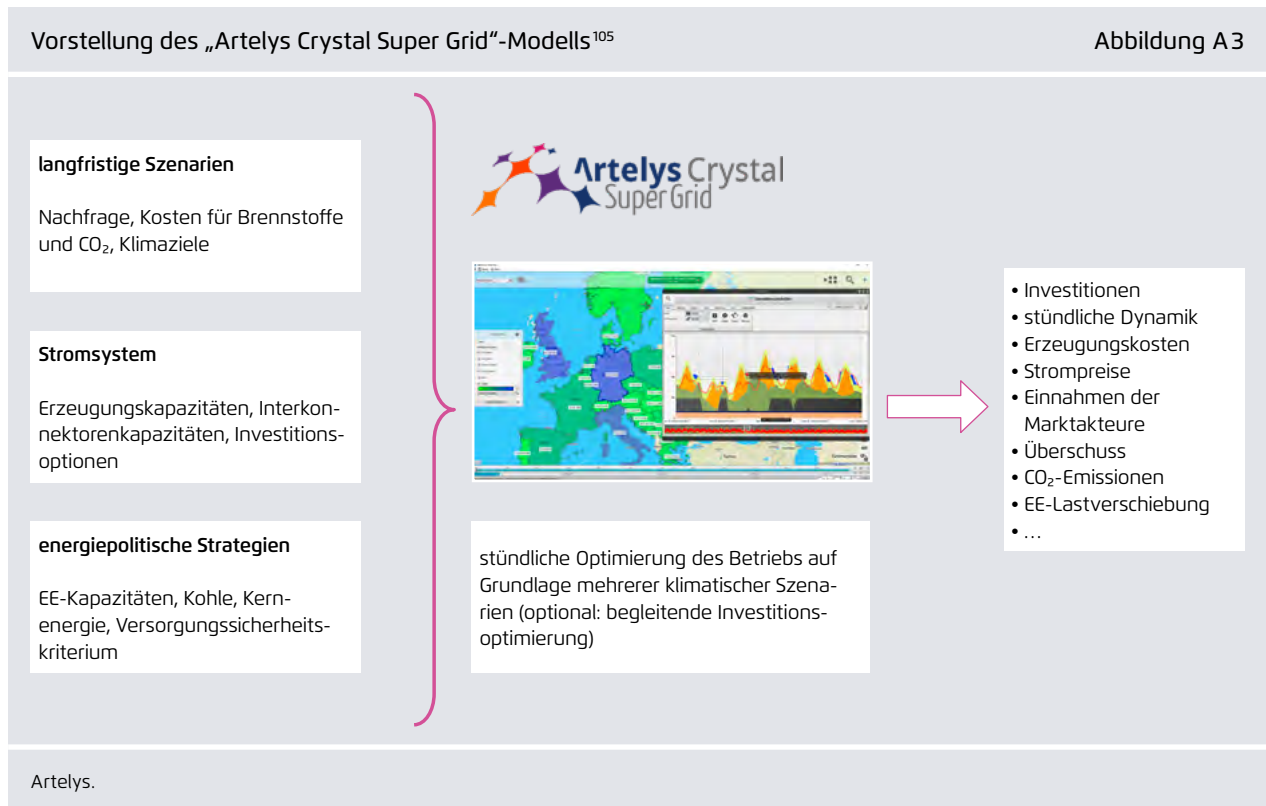 Vorstellung des „Artelys Crystal Super Grid“-Modells¹⁰⁵
Abbildung A3
langfristige Szenarien
Nachfrage, Kosten für Brennstoffe
und CO₂, Klimaziele
Stromsystem
Erzeugungskapazitäten, Interkon-
nektorenkapazitäten, Investitions-
optionen
energiepolitische Strategien
EE-Kapazitäten, Kohle, Kern-
energie, Versorgungssicherheits-
kriterium
Artelys Crystal
Super Grid
stündliche Optimierung des Betriebs auf
Grundlage mehrerer klimatischer Szena-
rien (optional: begleitende Investitions-
optimierung)
• Investitionen
• stündliche Dynamik
• Erzeugungskosten
• Strompreise
• Einnahmen der
Marktakteure
• Überschuss
• CO₂-Emissionen
• EE-Lastverschiebung
• …
Artelys.